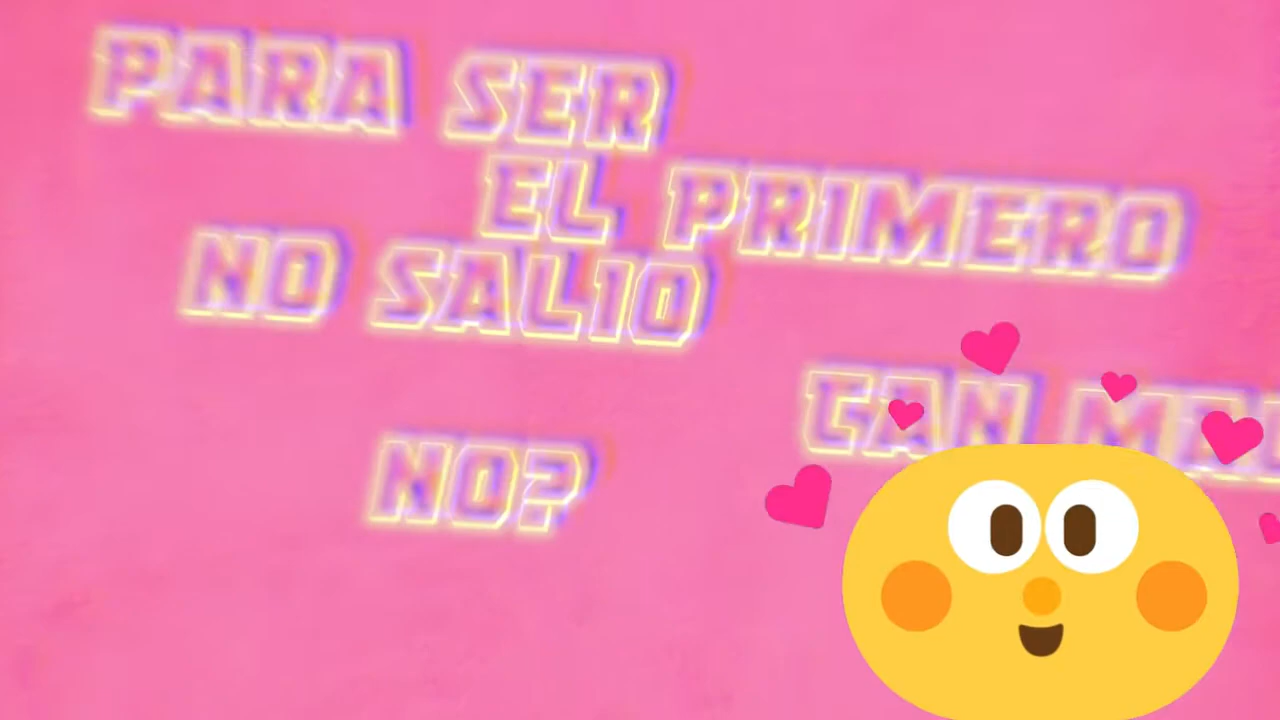 PARA SER
EL PRIMERO
NO SALIO
TAN
NO?